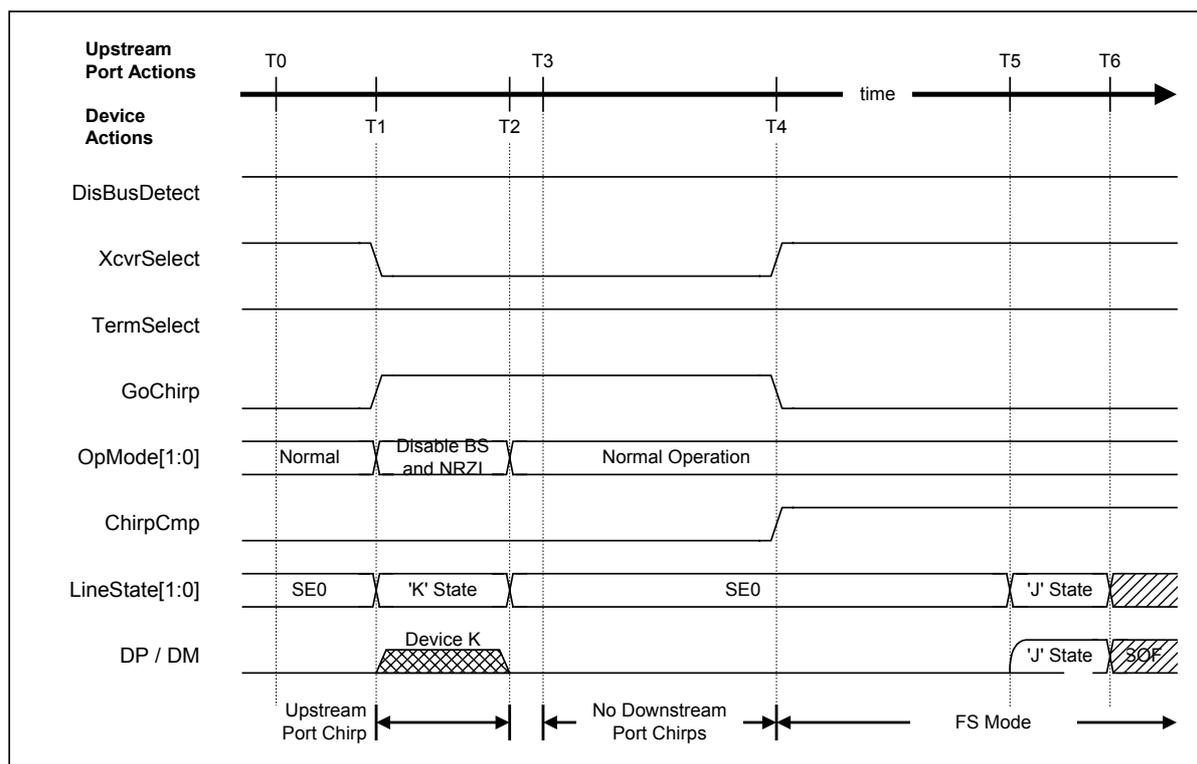 Upstream
Port Actions
T0
T3
T5
T6
time
Device
Actions
T1
T2
T4
DisBusDetect
XcvrSelect
TermSelect
GoChirp
OpMode[1:0]
Normal
Disable BS
and NRZI
Normal Operation
ChirpCmp
LineState[1:0]
SE0
'K' State
SE0
'J' State
DP / DM
Device K
'J' State
SOF
Upstream
Port Chirp
No Downstream
Port Chirps
FS Mode